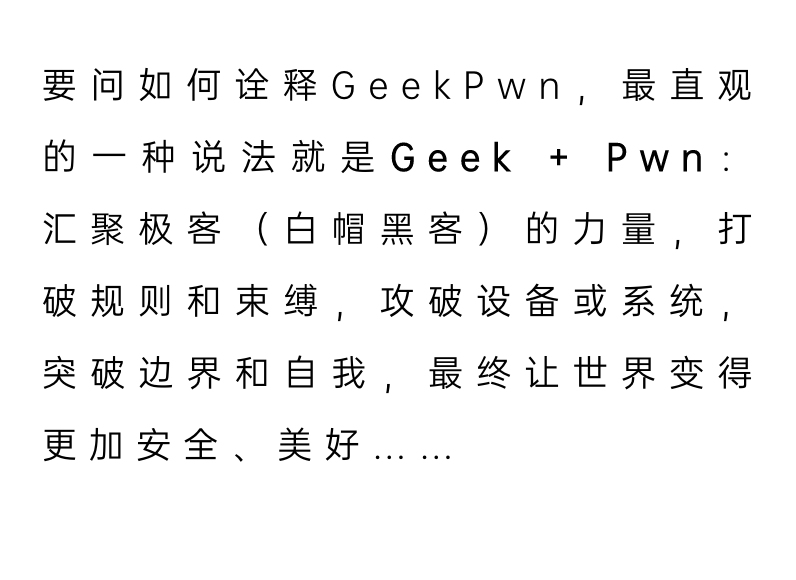 要问如何诠释GeekPwn，最直观
的一种说法就是Geek + Pwn：
汇聚极客（白帽黑客）的力量，打
破规则和束缚，攻破设备或系统，
突破边界和自我，最终让世界变得
更加安全、美好……